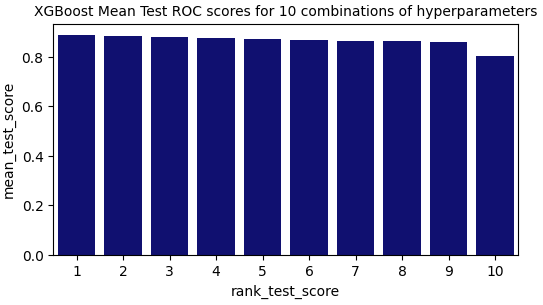 XGBoost Mean Test ROC scores for 10 combinations of hyperparameters
mean_test_score
0.8
0.6
0.4
0.2
0.0
1 2 3 4 5 6 7 8 9 10
rank_test_score